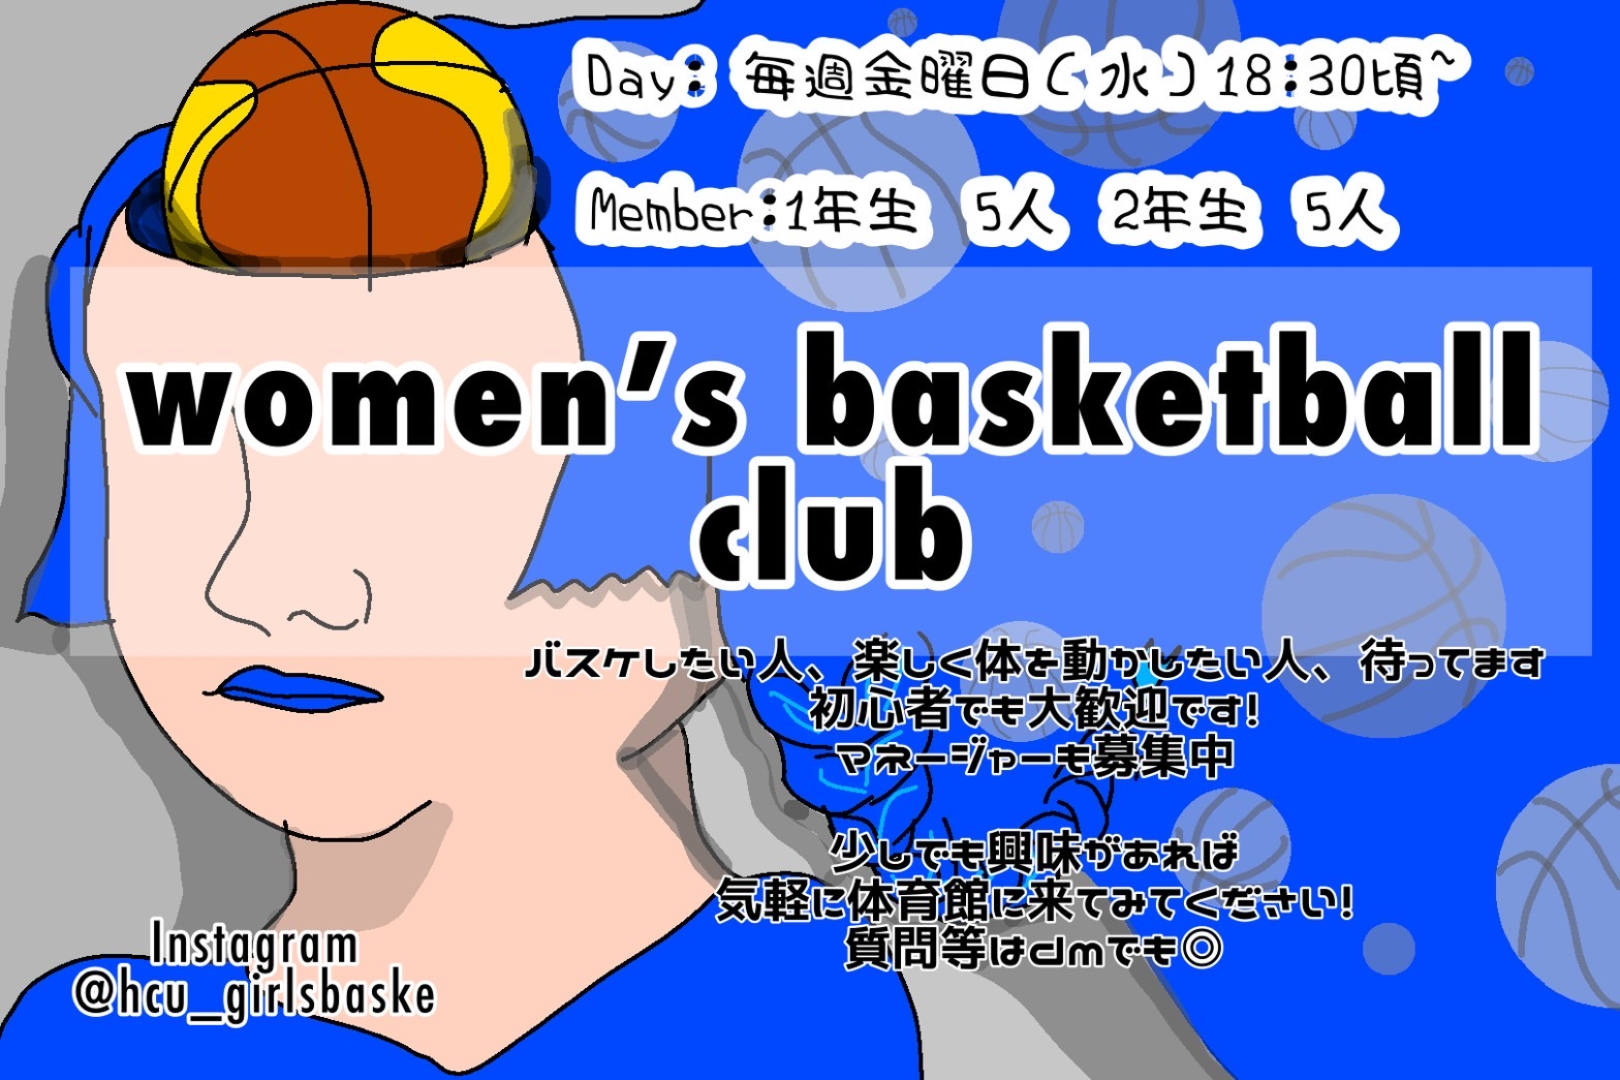 Day: 毎週金曜日(水)18:30頃~
Member:1年生　5人　2年生　5人
women's basketball
club
バスケしたい人、楽しく体を動かしたい人、待ってます
初心者でも大歓迎です!
マネージャーも募集中
少しでも興味があれば
気軽に体育館に来てみてください!
質問等はdmでも◎
Instagram
@hcu_girlsbaske